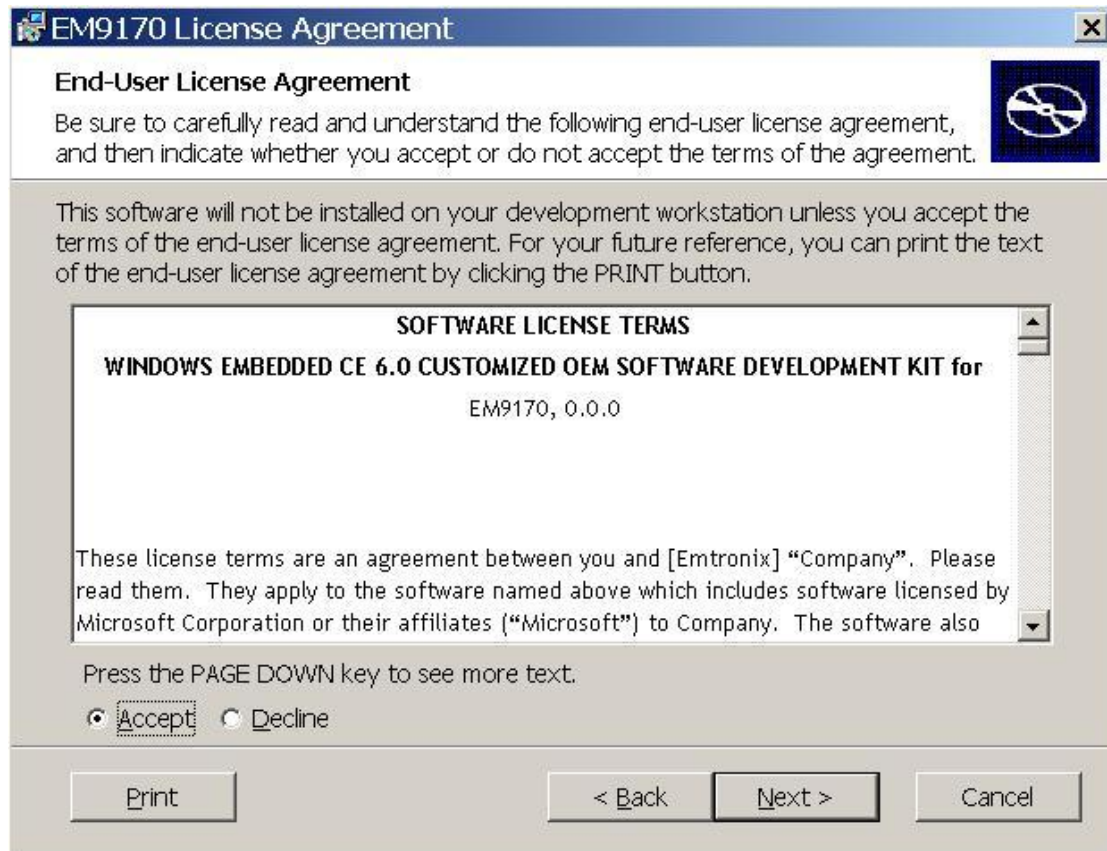 EM9170 License Agreement
End-User License Agreement
Be sure to carefully read and understand the following end-user license agreement,
and then indicate whether you accept or do not accept the terms of the agreement.
This software will not be installed on your development workstation unless you accept the
terms of the end-user license agreement. For your future reference, you can print the text
of the end-user license agreement by clicking the PRINT button.
SOFTWARE LICENSE TERMS
WINDOWS EMBEDDED CE 6.0 CUSTOMIZED OEM SOFTWARE DEVELOPMENT KIT for
EM9170, 0.0.0
These license terms are an agreement between you and [Emtronix] “Company”. Please
read them. They apply to the software named above which includes software licensed by
Microsoft Corporation or their affiliates (“Microsoft”) to Company. The software also
Press the PAGE DOWN key to see more text.
Accept Decline
Print < Back Next > Cancel